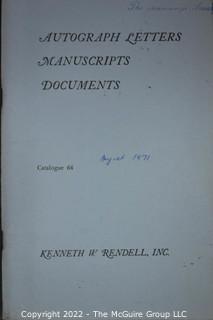 AUTOGRAPH LETTERS
MANUSCRIPTS
DOCUMENTS
Catalogue 64
August 1971
KENNETH W RENDELL, INC.
Copyright ©2022 - The McGuire Group LLC